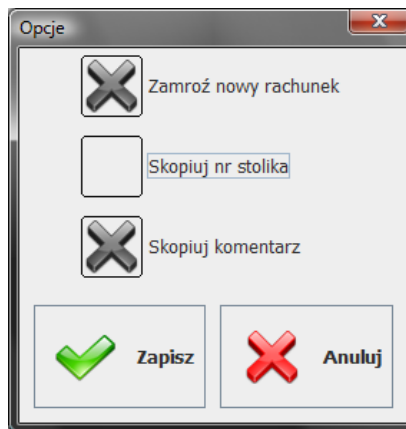 Opcje
Zamroź nowy rachunek
Skopiuj nr stolika
Skopiuj komentarz
Zapisz
Anuluj